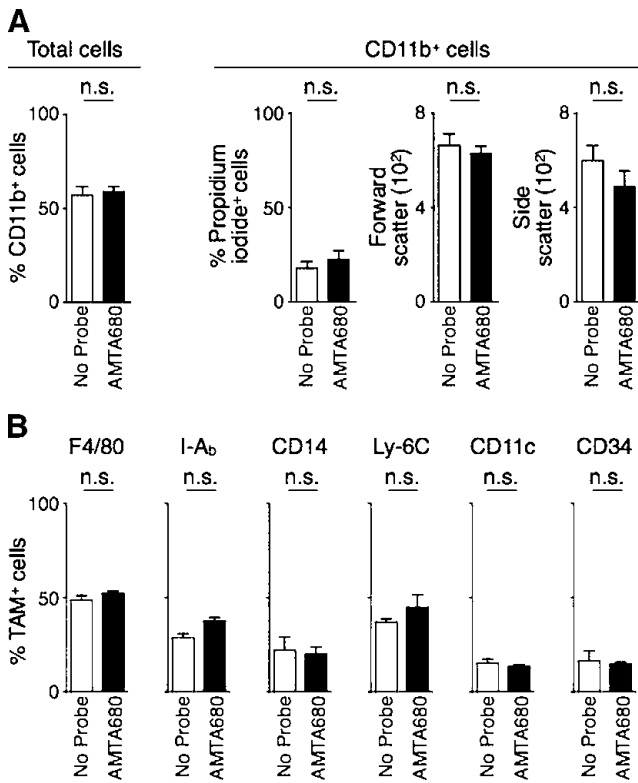 A
Total cells
CD11b⁺ cells
n.s.
n.s.
n.s.
n.s.
% CD11b⁺ cells
100
50
0
No Probe
AMTA680
% Propidium
iodide⁺ cells
100
50
0
No Probe
AMTA680
Forward
scatter (10²)
8
4
0
No Probe
AMTA680
Side
scatter (10²)
8
4
0
No Probe
AMTA680
B
F4/80
I-Ab
CD14
Ly-6C
CD11c
CD34
n.s.
n.s.
n.s.
n.s.
n.s.
n.s.
% TAM⁺ cells
100
50
0
No Probe
AMTA680
No Probe
AMTA680
No Probe
AMTA680
No Probe
AMTA680
No Probe
AMTA680
No Probe
AMTA680